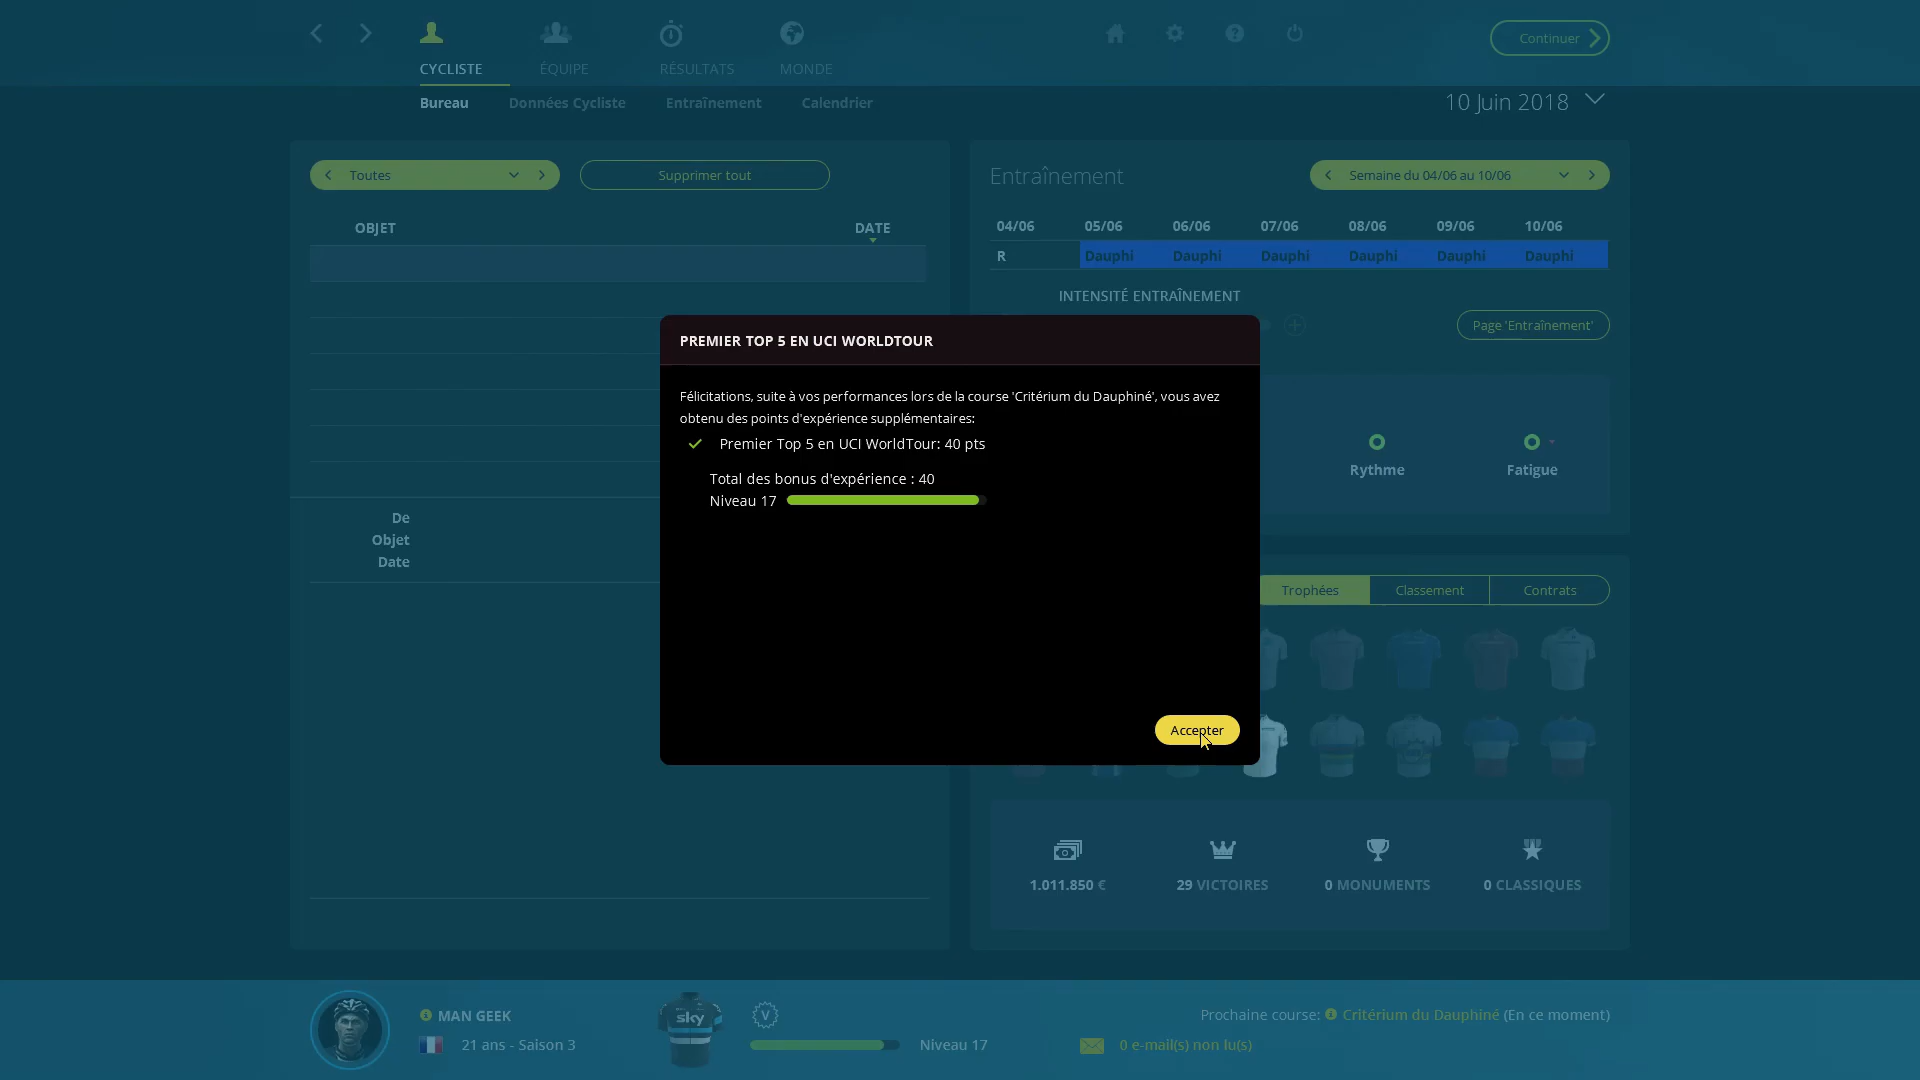 Continuer
CYCLISTE
ÉQUIPE
RÉSULTATS
MONDE
Bureau
Données Cycliste
Entraînement
Calendrier
10 Juin 2018
Toutes
Supprimer tout
OBJET
DATE
De
Objet
Date
Entraînement
Semaine du 04/06 au 10/06
04/06 05/06 06/06 07/06 08/06 09/06 10/06
R Dauphi Dauphi Dauphi Dauphi Dauphi Dauphi
INTENSITÉ ENTRAÎNEMENT
Page 'Entraînement'
Rythme
Fatigue
PREMIER TOP 5 EN UCI WORLDTOUR
Félicitations, suite à vos performances lors de la course 'Critérium du Dauphiné', vous avez
obtenu des points d'expérience supplémentaires:
Premier Top 5 en UCI WorldTour: 40 pts
Total des bonus d'expérience : 40
Niveau 17
Accepter
Trophées
Classement
Contrats
1.011.850 €
29 VICTOIRES
0 MONUMENTS
0 CLASSIQUES
MAN GEEK
21 ans - Saison 3
sky
V
Niveau 17
Prochaine course: Critérium du Dauphiné (En ce moment)
0 e-mail(s) non lu(s)